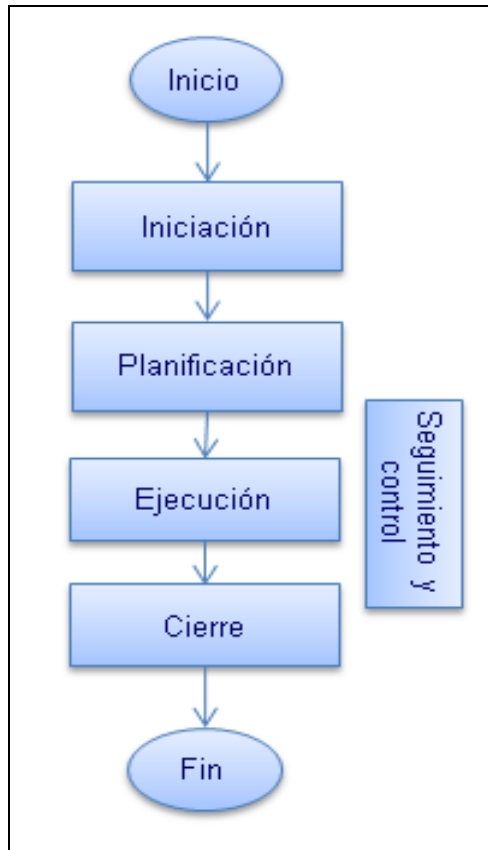 Inicio
Iniciación
Planificación
Ejecución
Seguimiento y
control
Cierre
Fin